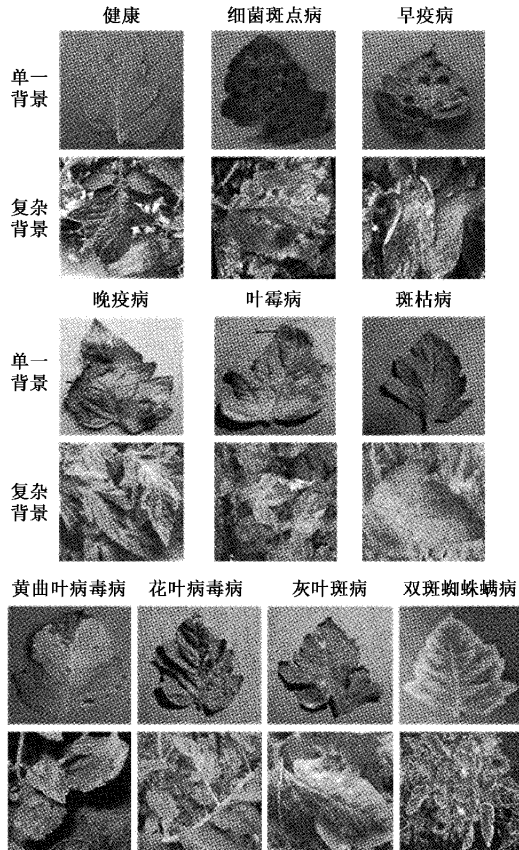 健康 细菌斑点病 早疫病
单一
背景
复杂
背景
晚疫病 叶霉病 斑枯病
单一
背景
复杂
背景
黄曲叶病毒病 花叶病毒病 灰叶斑病 双斑蜘蛛螨病